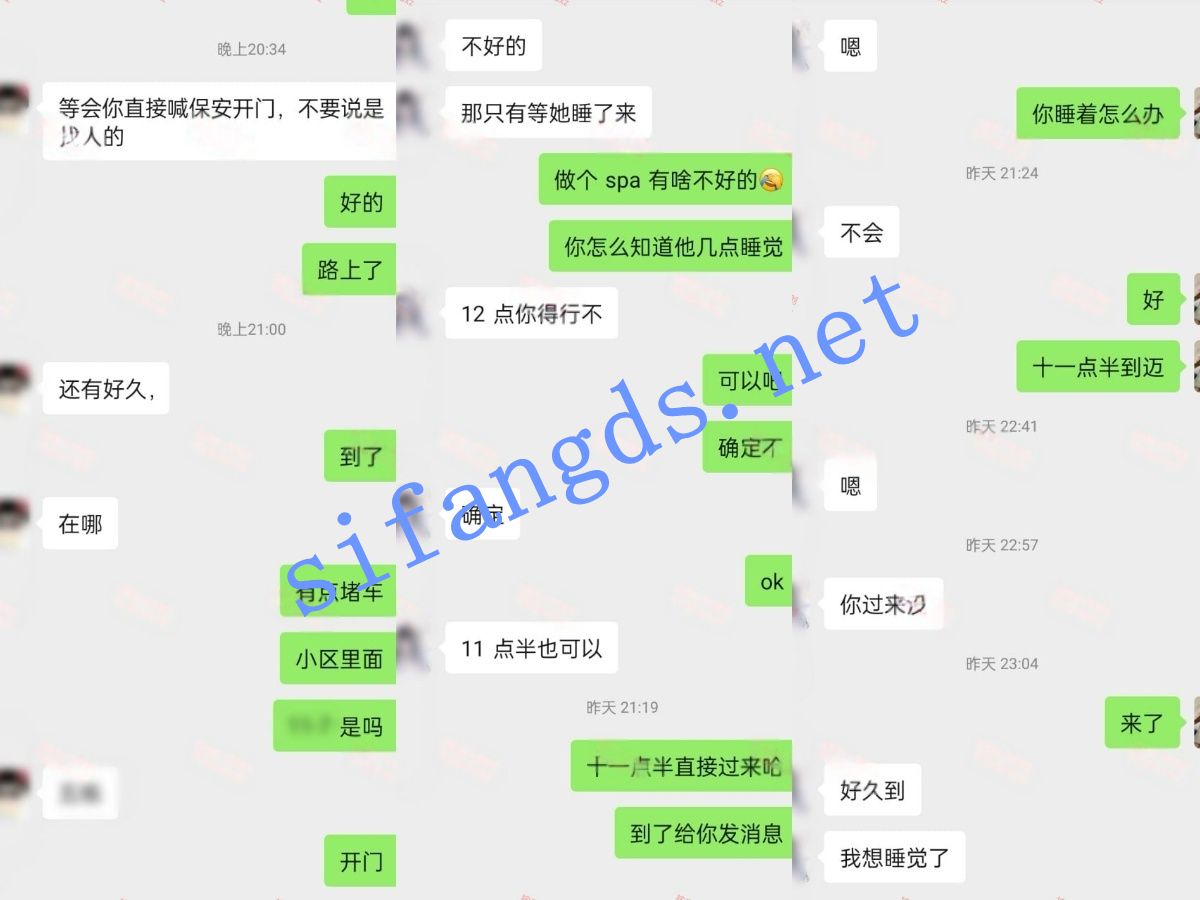 晚上20:34
等会你直接喊保安开门，不要说是
找人的
好的
路上了
晚上21:00
还有好久，
到了
在哪
有点堵车
小区里面
是吗
开门
不好的
那只有等她睡了来
做个 spa 有啥不好的
你怎么知道他几点睡觉
12 点你得行不
可以吧
确定不
确定
ok
11 点半也可以
昨天 21:19
十一点半直接过来哈
到了给你发消息
嗯
你睡着怎么办
昨天 21:24
不会
好
十一点半到迈
昨天 22:41
嗯
昨天 22:57
你过来沙
昨天 23:04
来了
好久到
我想睡觉了
sifangds.net